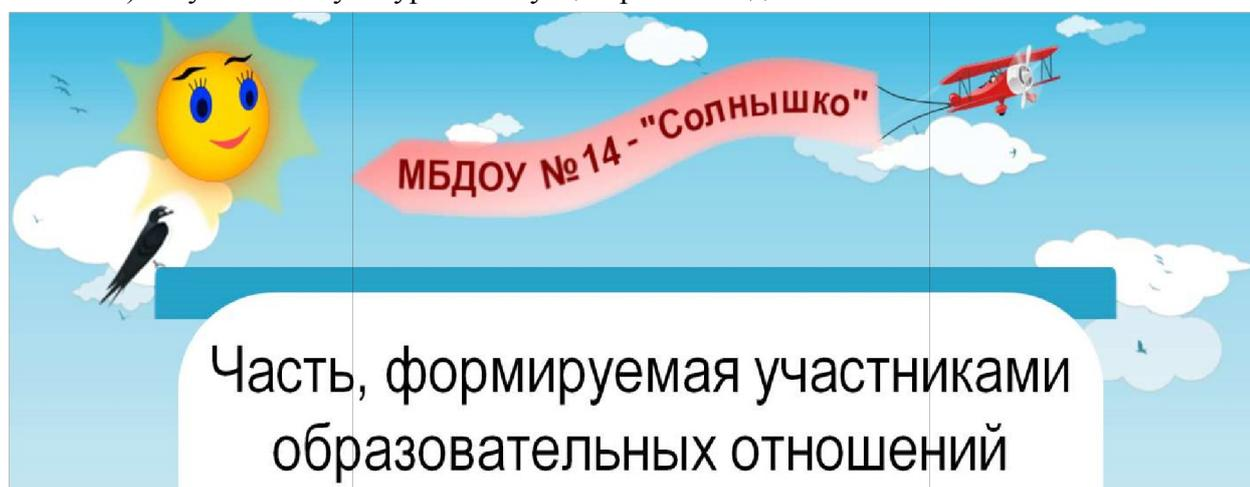 МБДОУ №14 - "Солнышко"
Часть, формируемая участниками
образовательных отношений